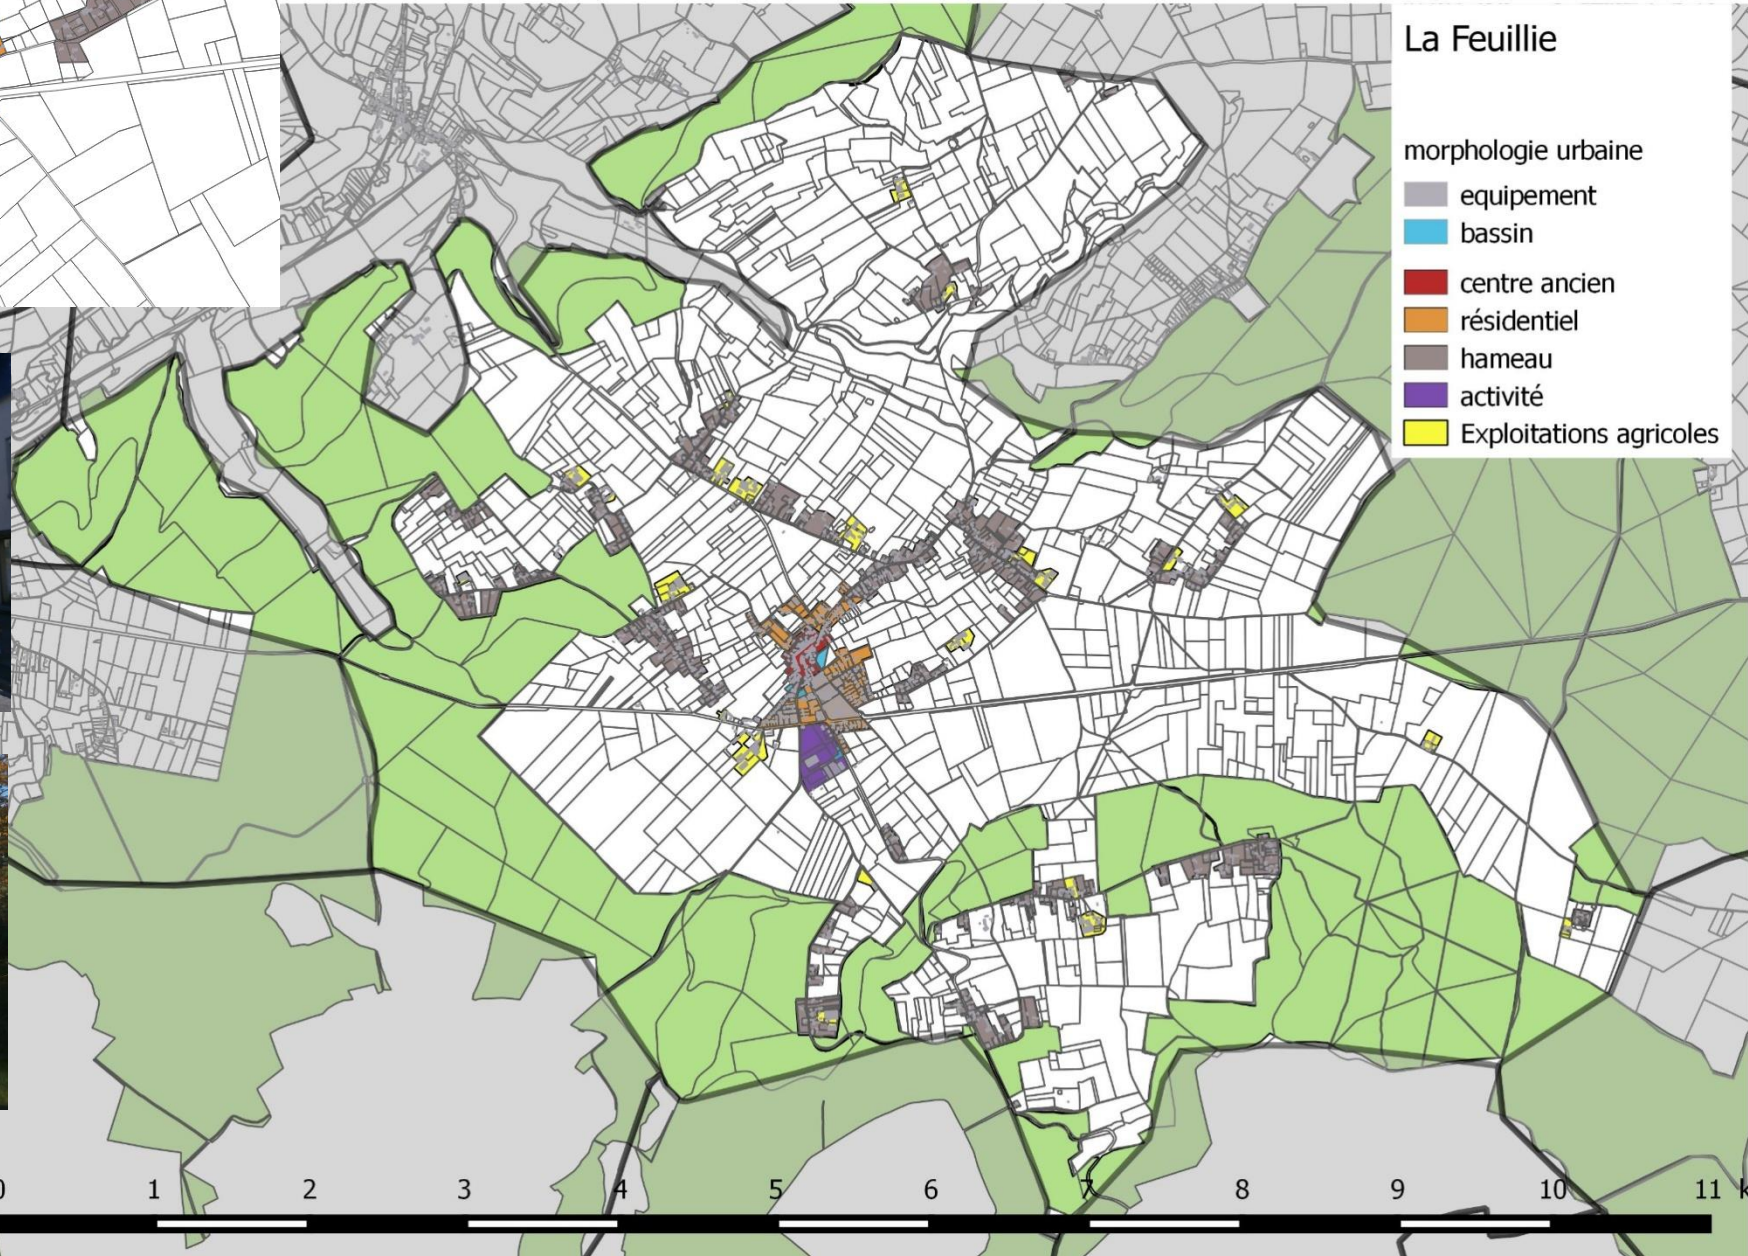 La Feuillie
morphologie urbaine
equipement
bassin
centre ancien
résidentiel
hameau
activité
Exploitations agricoles
0 1 2 3 4 5 6 7 8 9 10 11 k